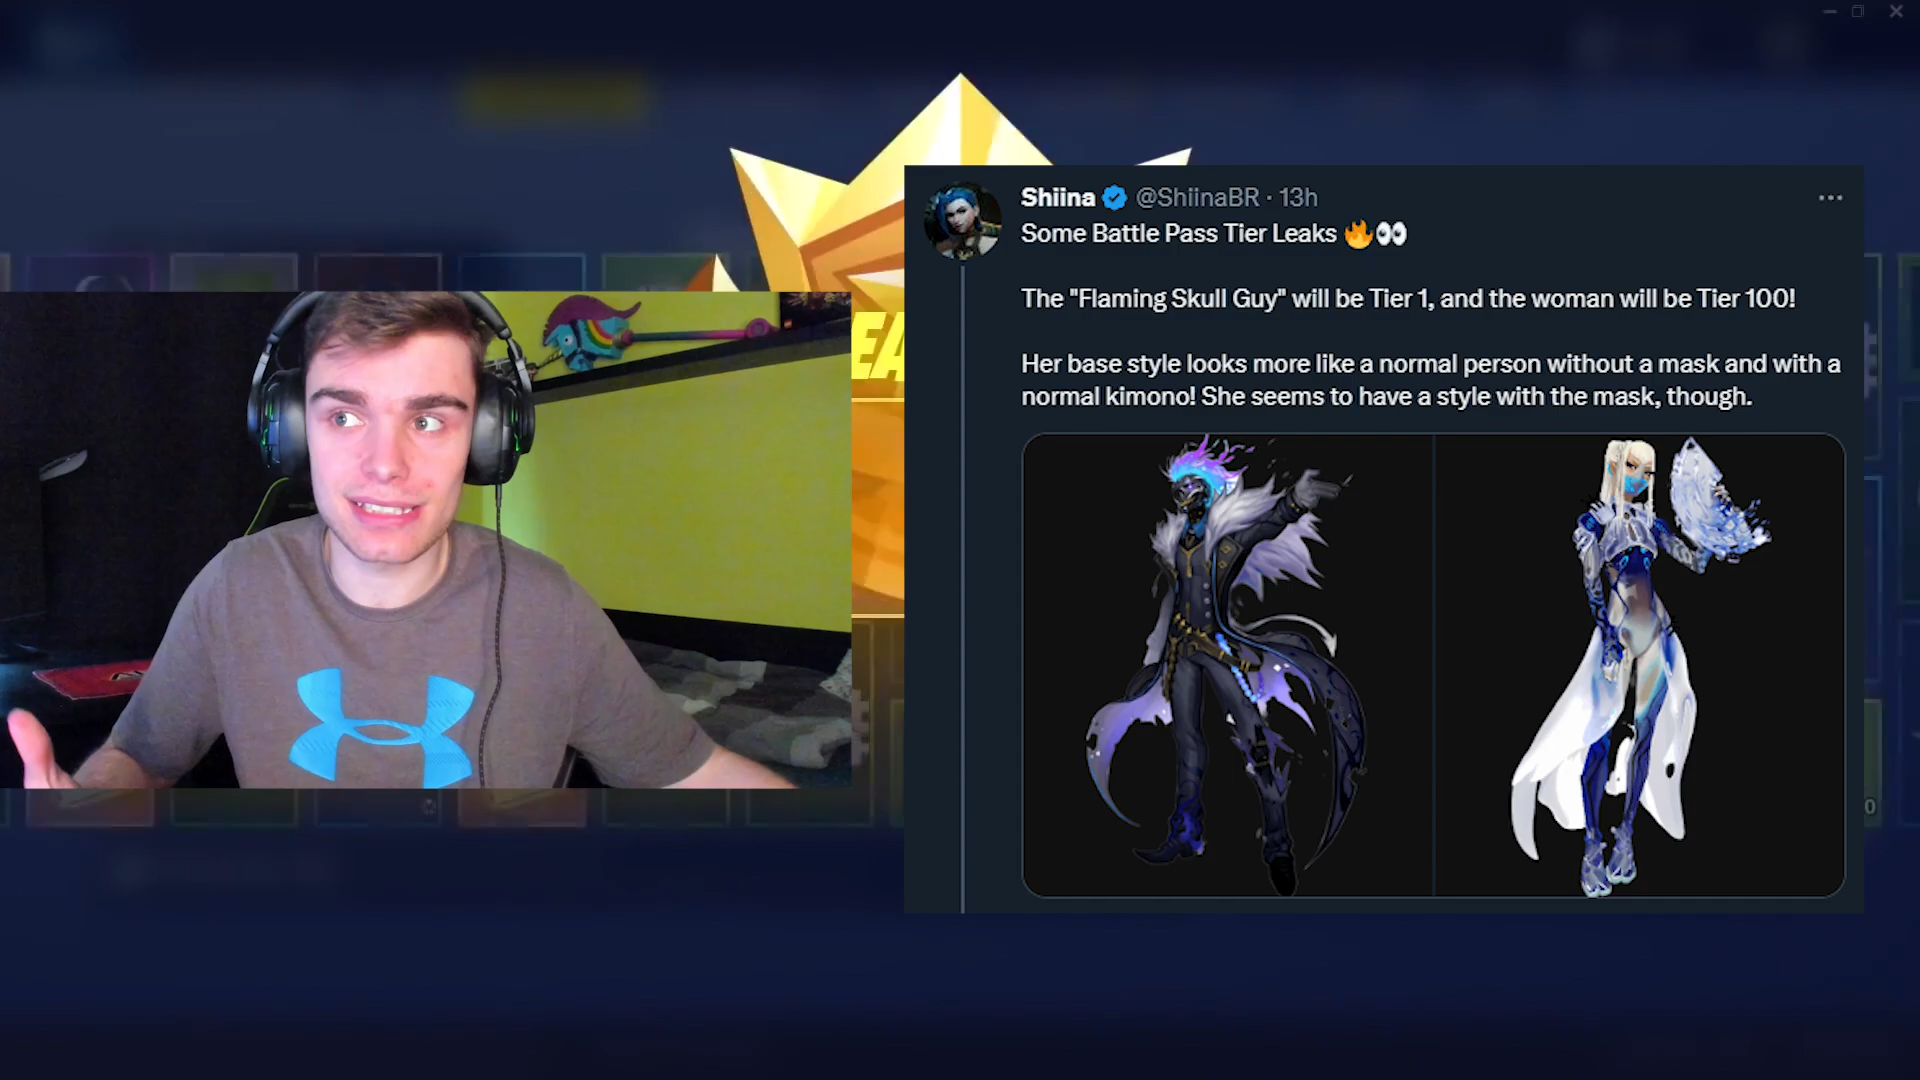 Shiina @ShiinaBR · 13h
Some Battle Pass Tier Leaks 🔥👀
The "Flaming Skull Guy" will be Tier 1, and the woman will be Tier 100!
Her base style looks more like a normal person without a mask and with a
normal kimono! She seems to have a style with the mask, though.
EA
0